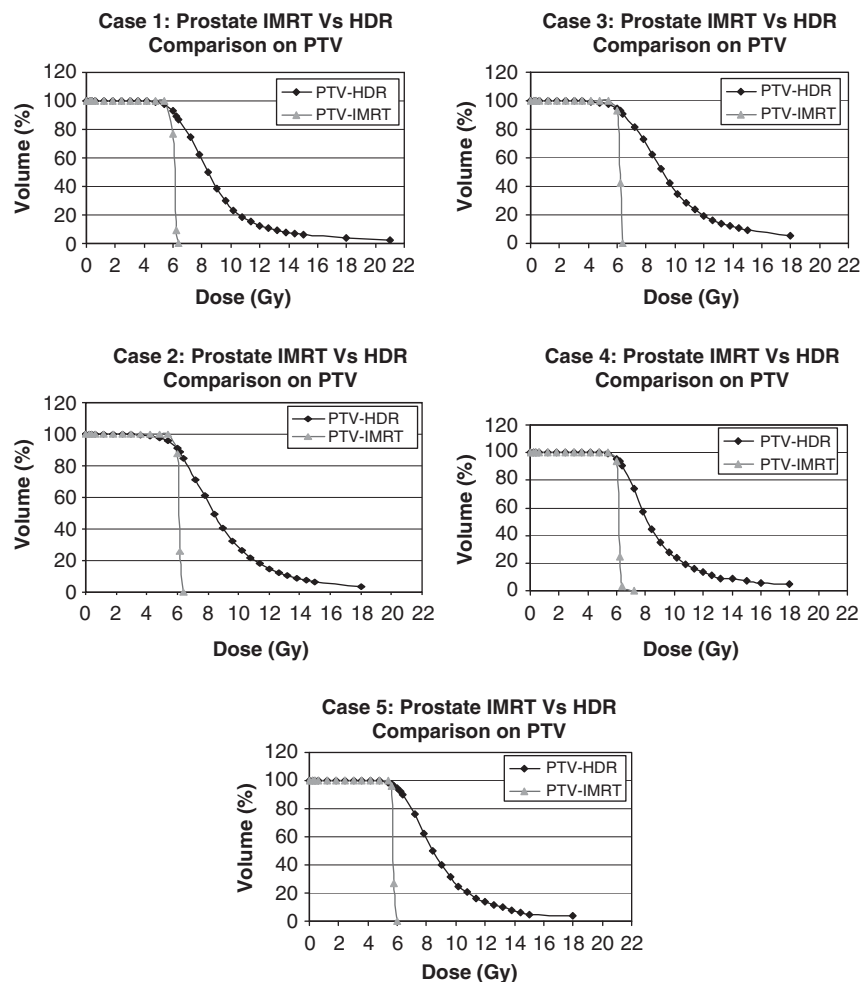 Case 1: Prostate IMRT Vs HDR
Comparison on PTV
120
100
80
60
40
20
0
Volume (%)
PTV-HDR
PTV-IMRT
0 2 4 6 8 10 12 14 16 18 20 22
Dose (Gy)
Case 3: Prostate IMRT Vs HDR
Comparison on PTV
120
100
80
60
40
20
0
Volume (%)
PTV-HDR
PTV-IMRT
0 2 4 6 8 10 12 14 16 18 20 22
Dose (Gy)
Case 2: Prostate IMRT Vs HDR
Comparison on PTV
120
100
80
60
40
20
0
Volume (%)
PTV-HDR
PTV-IMRT
0 2 4 6 8 10 12 14 16 18 20 22
Dose (Gy)
Case 4: Prostate IMRT Vs HDR
Comparison on PTV
120
100
80
60
40
20
0
Volume (%)
PTV-HDR
PTV-IMRT
0 2 4 6 8 10 12 14 16 18 20 22
Dose (Gy)
Case 5: Prostate IMRT Vs HDR
Comparison on PTV
120
100
80
60
40
20
0
Volume (%)
PTV-HDR
PTV-IMRT
0 2 4 6 8 10 12 14 16 18 20 22
Dose (Gy)